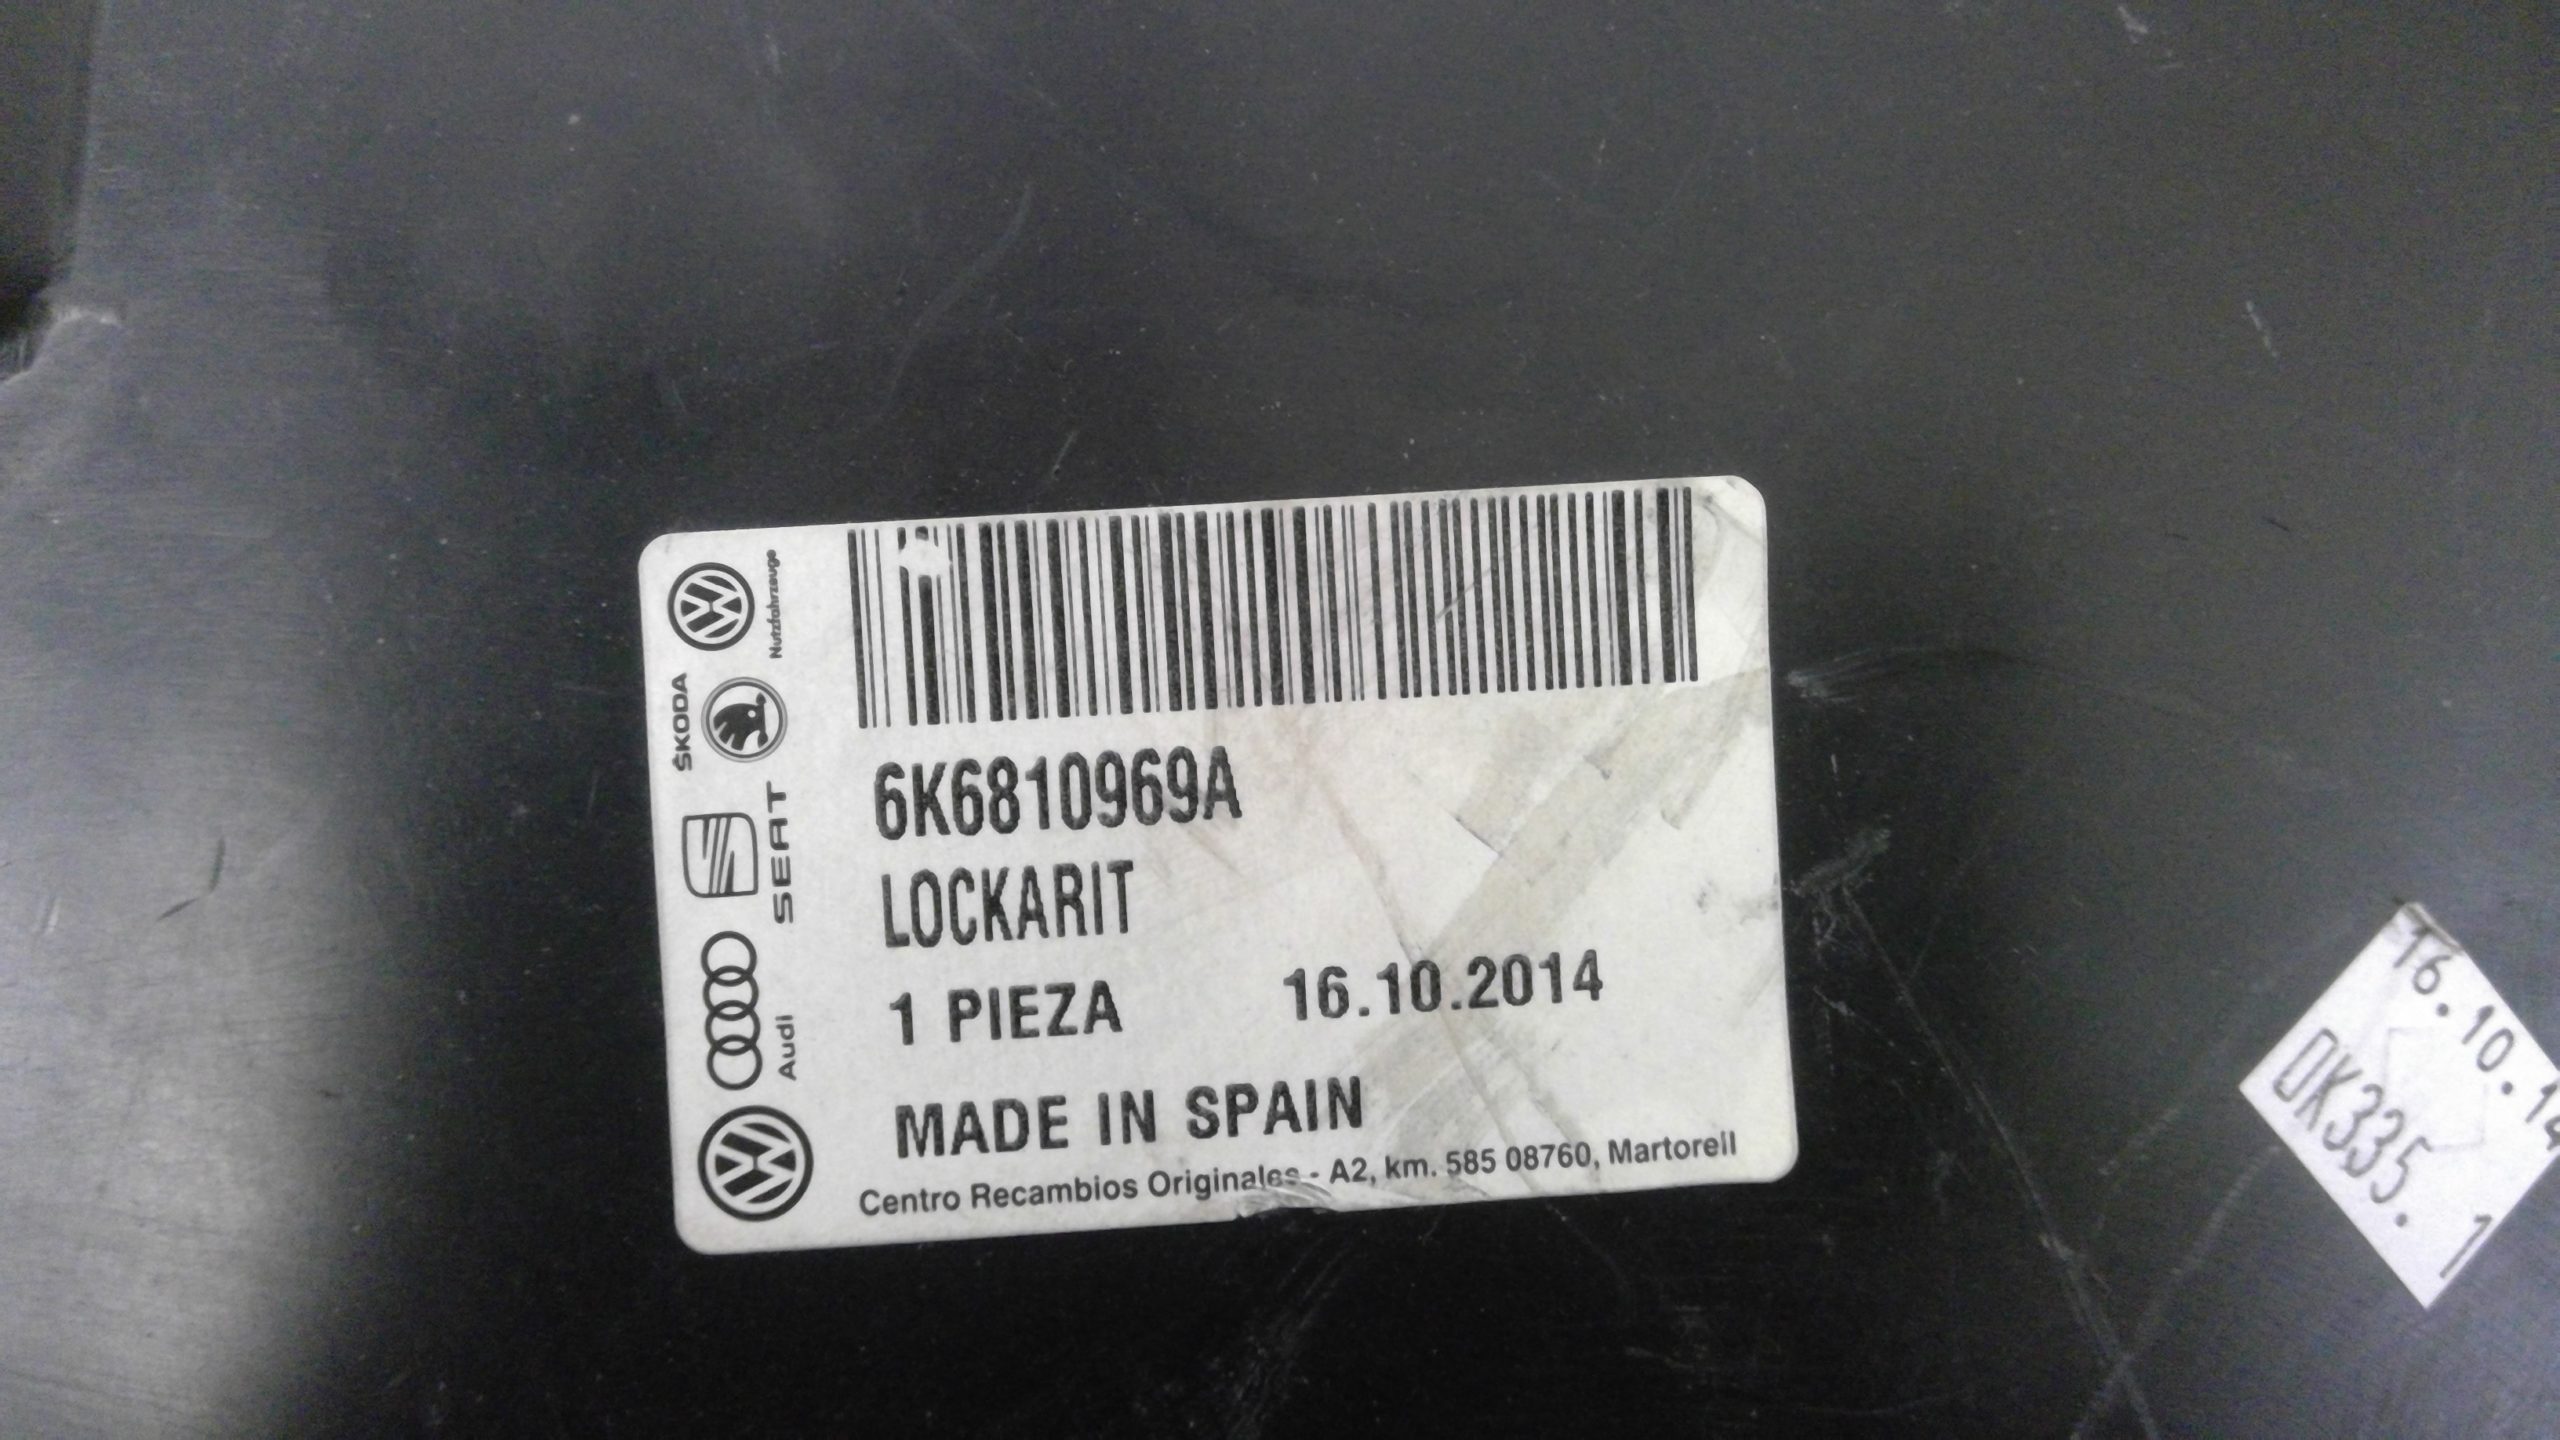 6K6810969A
LOCKARIT
1 PIEZA 16.10.2014
MADE IN SPAIN
Centro Recambios Originales - A2, km. 585 08760, Martorell
Nutzfahrzeuge
ŠKODA
SEAT
Audi
16.10.14
OK335. 1